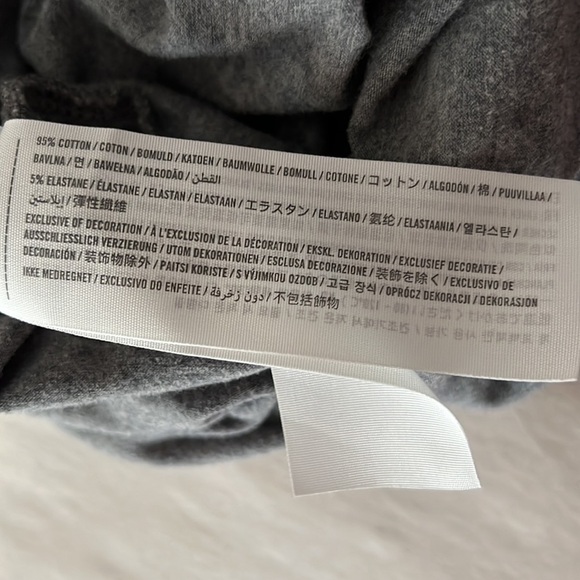 95% COTTON / COTON / BOMULD / KATOEN / BAUMWOLLE / BOMULL / COTONE / コットン / ALGODÓN / 棉 / PUUVILLAA /
BAVLNA / 면 / BAWEŁNA / ALGODÃO / القطن /
5% ELASTANE / ÉLASTANE / ELASTAN / ELASTAAN / エラスタン / ELASTANO / 氨纶 / ELASTAANIA / 엘라스탄 /
إيلاستين / 彈性纖維
EXCLUSIVE OF DECORATION / À L'EXCLUSION DE LA DÉCORATION / EKSKL. DEKORATION / EXCLUSIEF DECORATIE /
AUSSCHLIESSLICH VERZIERUNG / UTOM DEKORATIONEN / ESCLUSA DECORAZIONE / 装飾を除く / EXCLUSIVO DE
DECORACIÓN / 装饰物除外 / PAITSI KORISTE / S VÝJIMKOU OZDOB / 고급 장식 / OPRÓCZ DEKORACJI / DEKORASJON
IKKE MEDREGNET / EXCLUSIVO DO ENFEITE / دون زخرفة / 不包括飾物